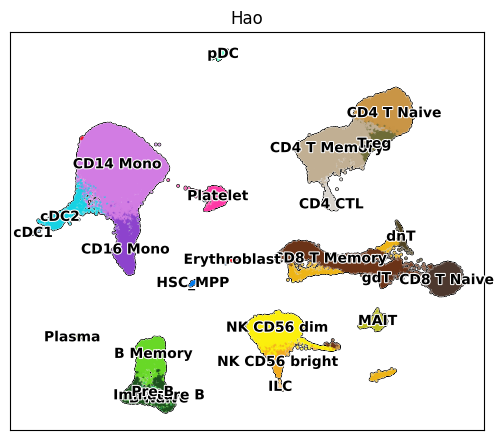 Hao
pDC
CD4 T Naive
Treg
CD4 T Memory
CD14 Mono
Platelet
CD4 CTL
cDC2
cDC1
dnT
CD16 Mono
Erythroblast
CD8 T Memory
gdT
CD8 T Naive
HSC_MPP
MAIT
NK CD56 dim
Plasma
B Memory
NK CD56 bright
ILC
Pre-B
Immature B